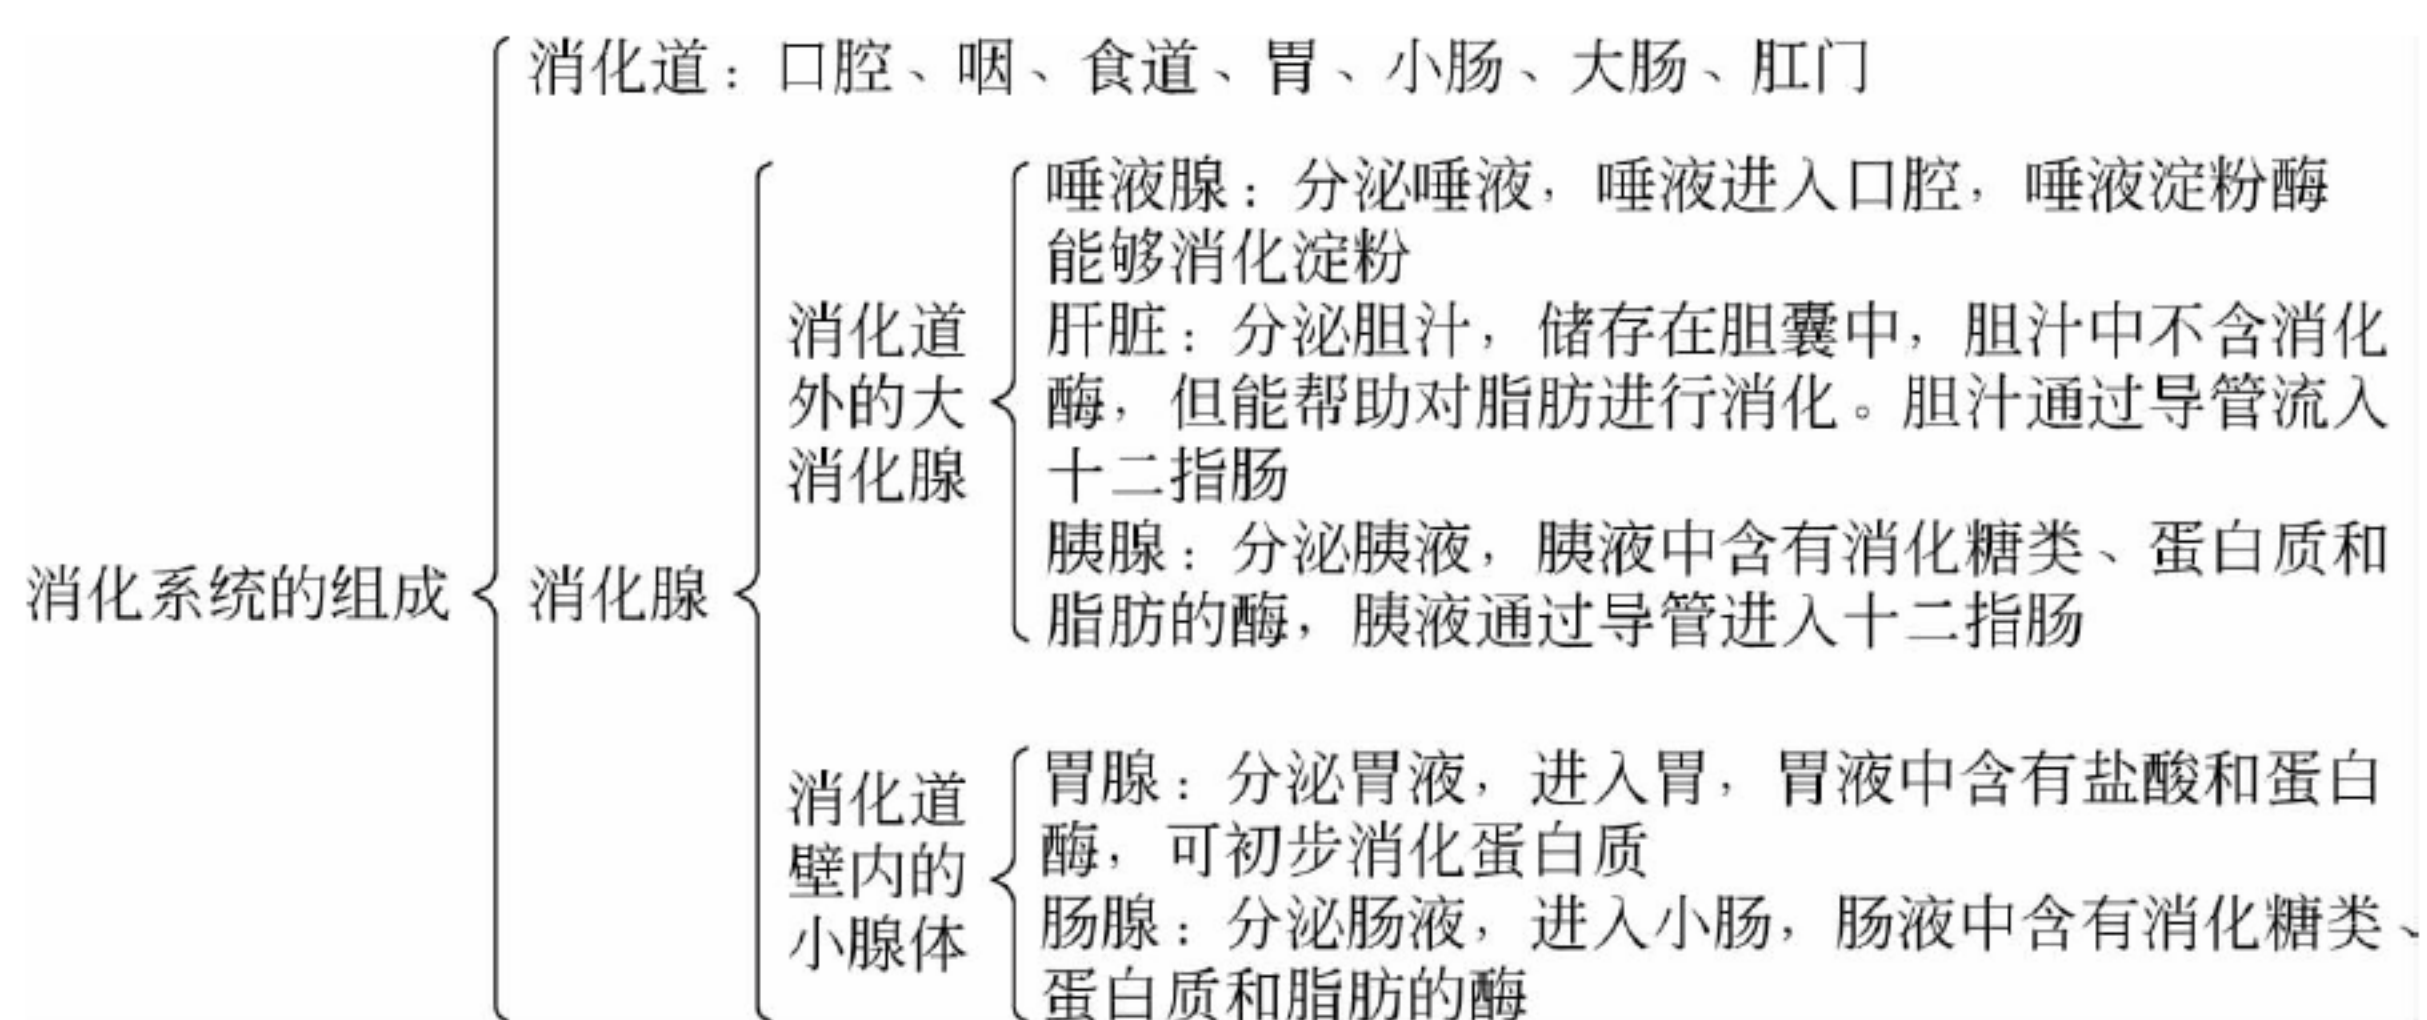 消化系统的组成
消化道：口腔、咽、食道、胃、小肠、大肠、肛门
消化腺
消化道
外的大
消化腺
唾液腺：分泌唾液，唾液进入口腔，唾液淀粉酶
能够消化淀粉
肝脏：分泌胆汁，储存在胆囊中，胆汁中不含消化
酶，但能帮助对脂肪进行消化。胆汁通过导管流入
十二指肠
胰腺：分泌胰液，胰液中含有消化糖类、蛋白质和
脂肪的酶，胰液通过导管进入十二指肠
消化道
壁内的
小腺体
胃腺：分泌胃液，进入胃，胃液中含有盐酸和蛋白
酶，可初步消化蛋白质
肠腺：分泌肠液，进入小肠，肠液中含有消化糖类、
蛋白质和脂肪的酶